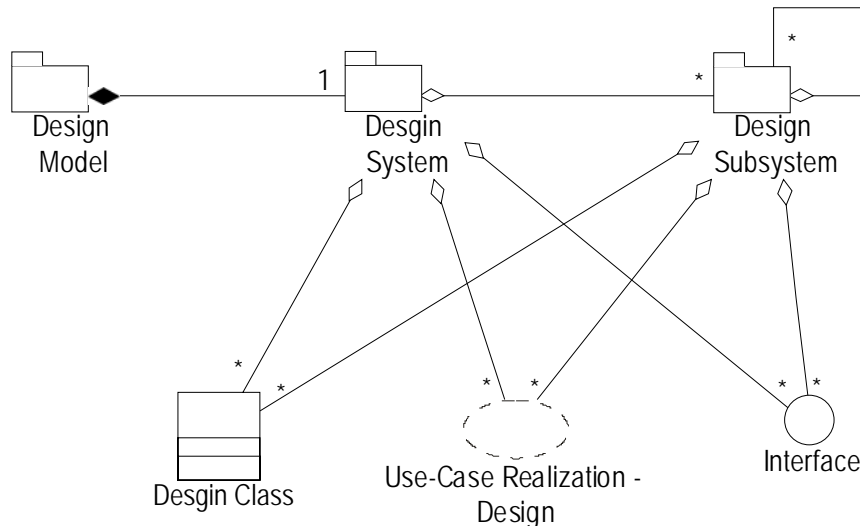 *
1
*
Design
Model
Desgin
System
Design
Subsystem
*
*
*
*
*
*
Desgin Class
Use-Case Realization -
Design
Interface